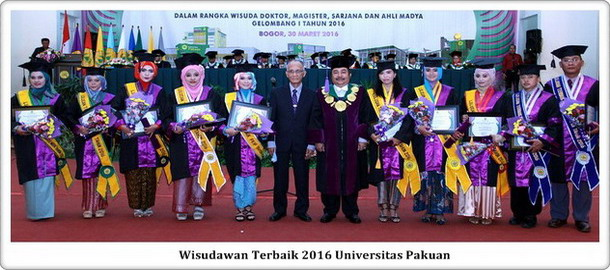 DALAM RANGKA WISUDA DOKTOR, MAGISTER, SARJANA DAN AHLI MADYA
GELOMBANG I TAHUN 2016
BOGOR, 30 MARET 2016
Wisudawan Terbaik 2016 Universitas Pakuan